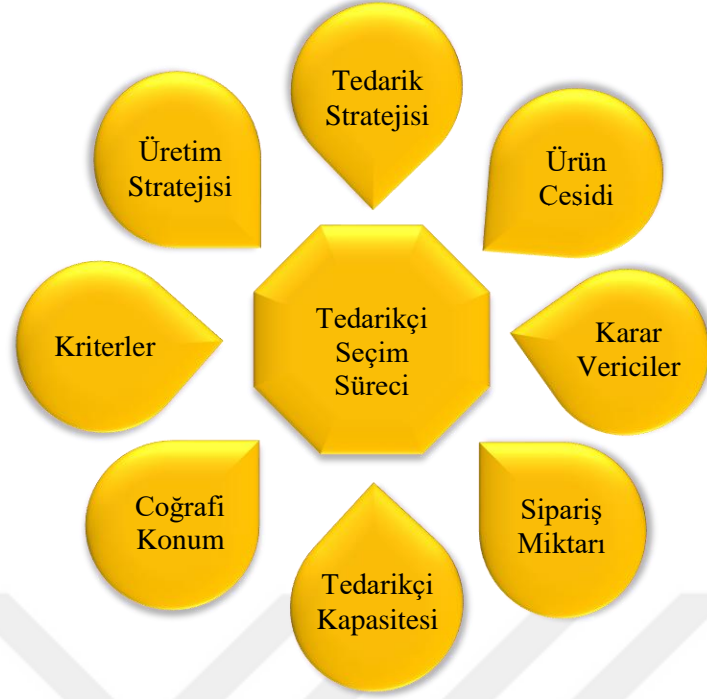 Tedarik
Stratejisi
Üretim
Stratejisi
Ürün
Cesidi
Kriterler
Tedarikçi
Seçim
Süreci
Karar
Vericiler
Coğrafi
Konum
Sipariş
Miktarı
Tedarikçi
Kapasitesi